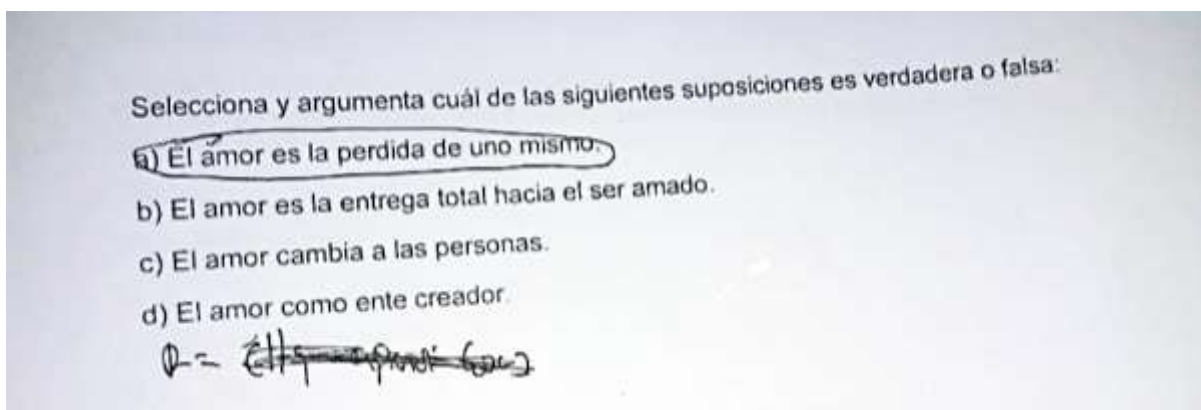 Selecciona y argumenta cuál de las siguientes suposiciones es verdadera o falsa:
a) El amor es la perdida de uno mismo.
b) El amor es la entrega total hacia el ser amado.
c) El amor cambia a las personas.
d) El amor como ente creador.
R=